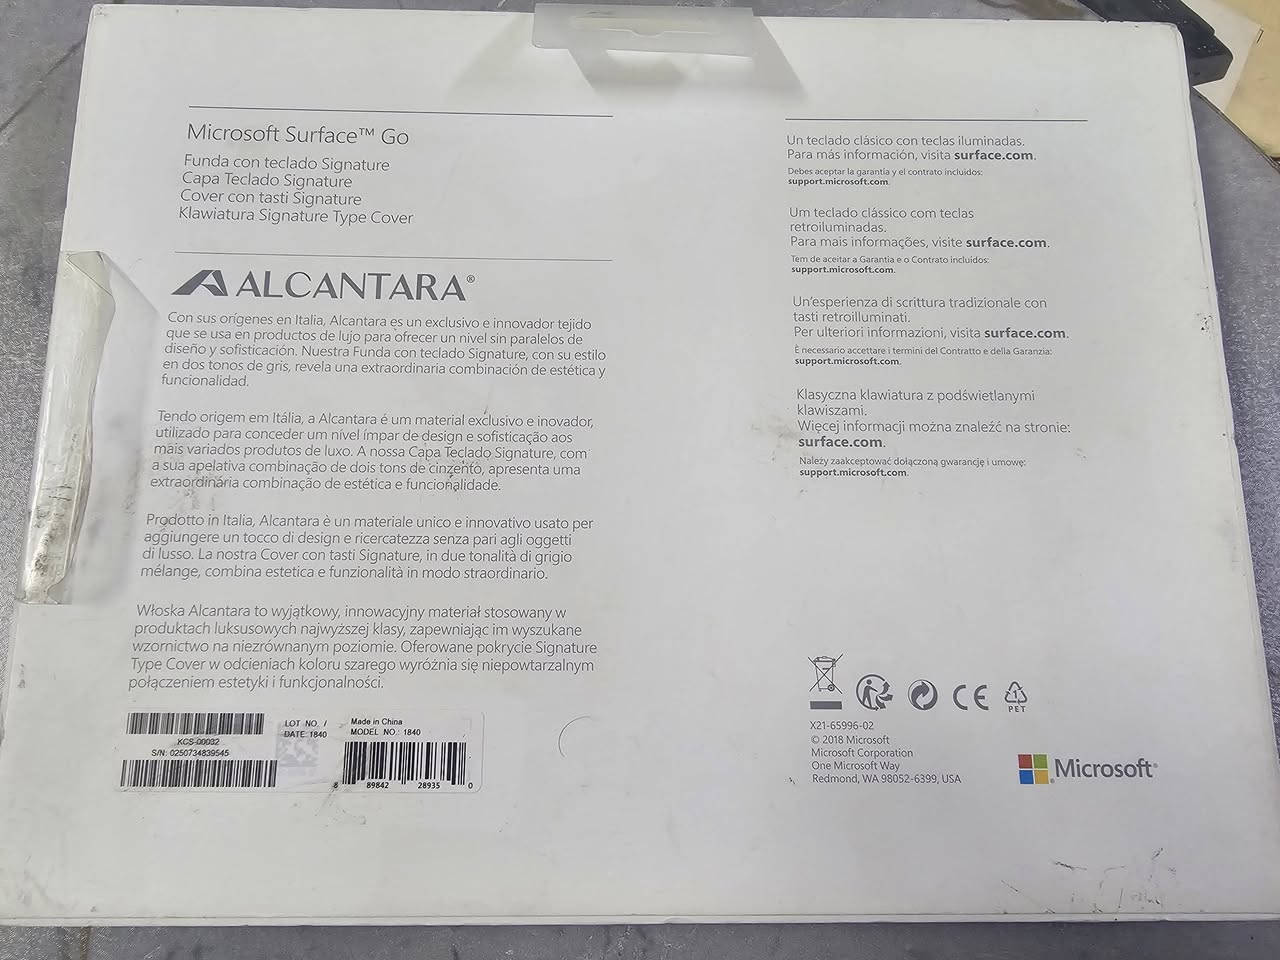 Microsoft Surface™ Go
Funda con teclado Signature
Capa Teclado Signature
Cover con tasti Signature
Klawiatura Signature Type Cover
ALCANTARA®
Con sus orígenes en Italia, Alcantara es un exclusivo e innovador tejido
que se usa en productos de lujo para ofrecer un nivel sin paralelos de
diseño y sofisticación. Nuestra Funda con teclado Signature, con su estilo
en dos tonos de gris, revela una extraordinaria combinación de estética y
funcionalidad.
Tendo origem em Itália, a Alcantara é um material exclusivo e inovador,
utilizado para conceder um nível ímpar de design e sofisticação aos
mais variados produtos de luxo. A nossa Capa Teclado Signature, com
a sua apelativa combinação de dois tons de cinzento, apresenta uma
extraordinária combinação de estética e funcionalidade.
Prodotto in Italia, Alcantara è un materiale unico e innovativo usato per
aggiungere un tocco di design e ricercatezza senza pari agli oggetti
di lusso. La nostra Cover con tasti Signature, in due tonalità di grigio
mélange, combina estetica e funzionalità in modo straordinario.
Włoska Alcantara to wyjątkowy, innowacyjny materiał stosowany w
produktach luksusowych najwyższej klasy, zapewniając im wyszukane
wzornictwo na niezrównanym poziomie. Oferowane pokrycie Signature
Type Cover w odcieniach koloru szarego wyróżnia się niepowtarzalnym
połączeniem estetyki i funkcjonalności.
KCS-00032
S/N: 0250734839545
LOT NO. /
DATE: 1840
Made in China
MODEL NO.: 1840
8 89842 28935 0
Un teclado clásico con teclas iluminadas.
Para más información, visita surface.com.
Debes aceptar la garantía y el contrato incluidos:
support.microsoft.com.
Um teclado clássico com teclas
retroiluminadas.
Para mais informações, visite surface.com.
Tem de aceitar a Garantia e o Contrato incluídos:
support.microsoft.com.
Un'esperienza di scrittura tradizionale con
tasti retroilluminati.
Per ulteriori informazioni, visita surface.com.
È necessario accettare i termini del Contratto e della Garanzia:
support.microsoft.com.
Klasyczna klawiatura z podświetlanymi
klawiszami.
Więcej informacji można znaleźć na stronie:
surface.com.
Należy zaakceptować dołączoną gwarancję i umowę:
support.microsoft.com.
CE
1
PET
X21-65996-02
© 2018 Microsoft
Microsoft Corporation
One Microsoft Way
Redmond, WA 98052-6399, USA
Microsoft®